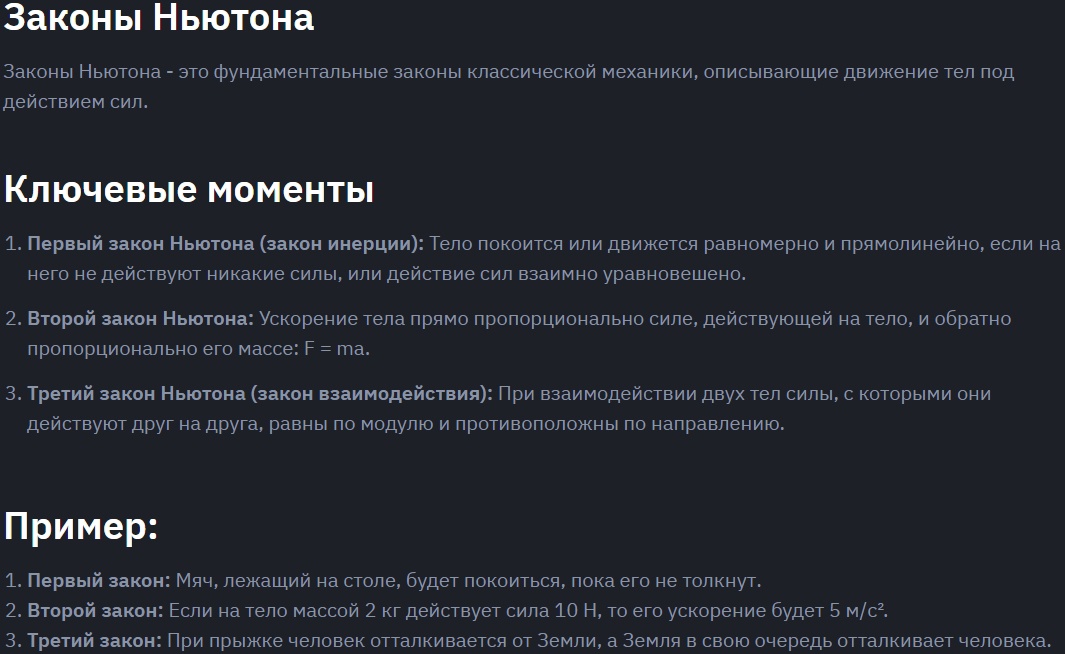 Законы Ньютона
Законы Ньютона - это фундаментальные законы классической механики, описывающие движение тел под
действием сил.
Ключевые моменты
1. Первый закон Ньютона (закон инерции): Тело покоится или движется равномерно и прямолинейно, если на
него не действуют никакие силы, или действие сил взаимно уравновешено.
2. Второй закон Ньютона: Ускорение тела прямо пропорционально силе, действующей на тело, и обратно
пропорционально его массе: F = ma.
3. Третий закон Ньютона (закон взаимодействия): При взаимодействии двух тел силы, с которыми они
действуют друг на друга, равны по модулю и противоположны по направлению.
Пример:
1. Первый закон: Мяч, лежащий на столе, будет покоиться, пока его не толкнут.
2. Второй закон: Если на тело массой 2 кг действует сила 10 Н, то его ускорение будет 5 м/с².
3. Третий закон: При прыжке человек отталкивается от Земли, а Земля в свою очередь отталкивает человека.